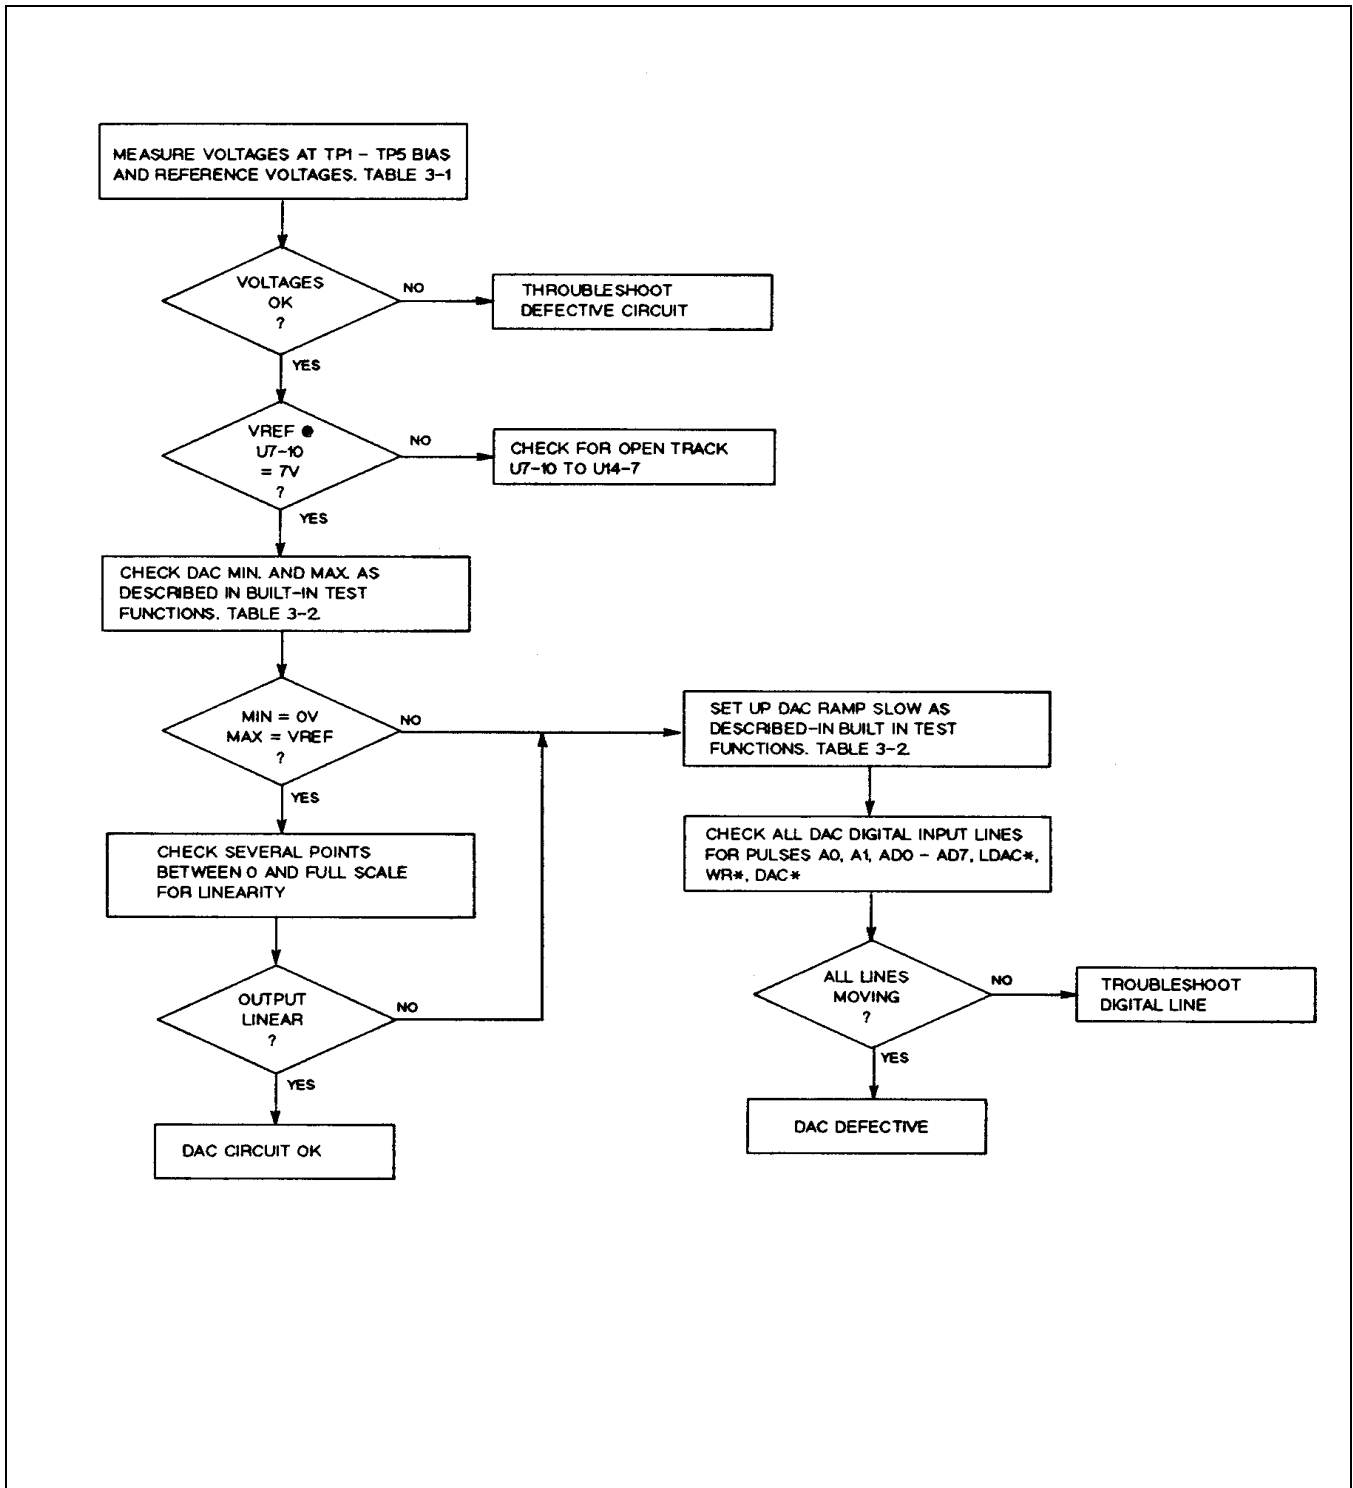 MEASURE VOLTAGES AT TP1 - TP5 BIAS
AND REFERENCE VOLTAGES. TABLE 3-1
VOLTAGES
OK
?
NO
THROUBLESHOOT
DEFECTIVE CIRCUIT
YES
VREF ●
U7-10
= 7V
?
NO
CHECK FOR OPEN TRACK
U7-10 TO U14-7
YES
CHECK DAC MIN. AND MAX. AS
DESCRIBED IN BUILT-IN TEST
FUNCTIONS. TABLE 3-2.
MIN = 0V
MAX = VREF
?
NO
YES
CHECK SEVERAL POINTS
BETWEEN 0 AND FULL SCALE
FOR LINEARITY
OUTPUT
LINEAR
?
NO
YES
DAC CIRCUIT OK
SET UP DAC RAMP SLOW AS
DESCRIBED-IN BUILT IN TEST
FUNCTIONS. TABLE 3-2.
CHECK ALL DAC DIGITAL INPUT LINES
FOR PULSES A0, A1, AD0 - AD7, LDAC*,
WR*, DAC*
ALL LINES
MOVING
?
NO
TROUBLESHOOT
DIGITAL LINE
YES
DAC DEFECTIVE